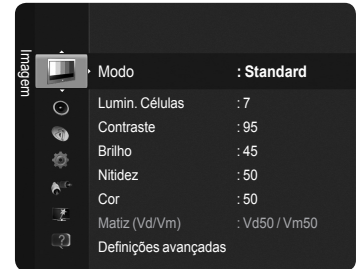 Imagem
Modo : Standard
Lumin. Células : 7
Contraste : 95
Brilho : 45
Nitidez : 50
Cor : 50
Matiz (Vd/Vm) : Vd50 / Vm50
Definições avançadas